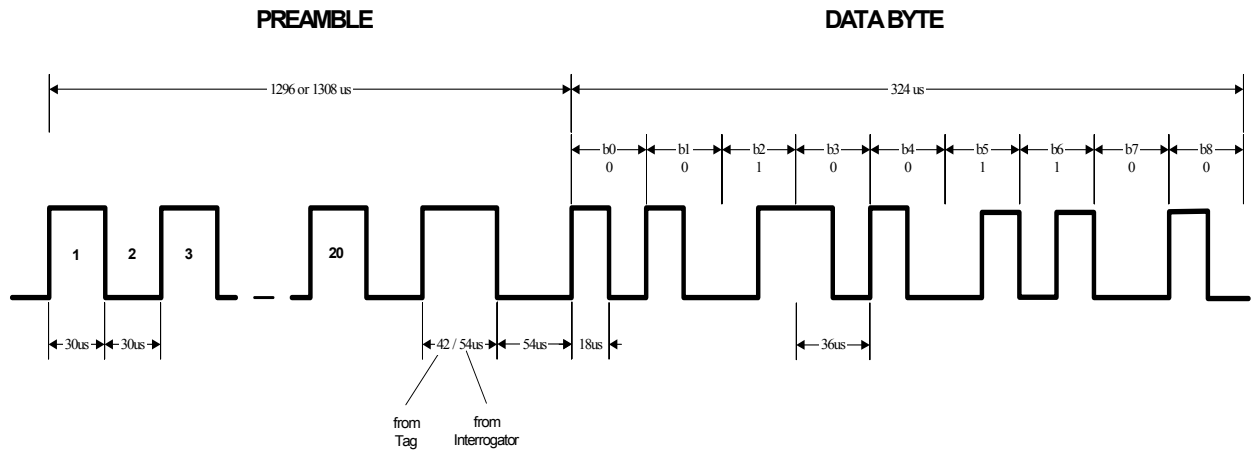 PREAMBLE
DATA BYTE
1296 or 1308 us
324 us
b0 b1 b2 b3 b4 b5 b6 b7 b8
0 0 1 0 0 1 1 0 0
1 2 3 20
30us 30us 42 / 54us 54us 18us 36us
from from
Tag Interrogator